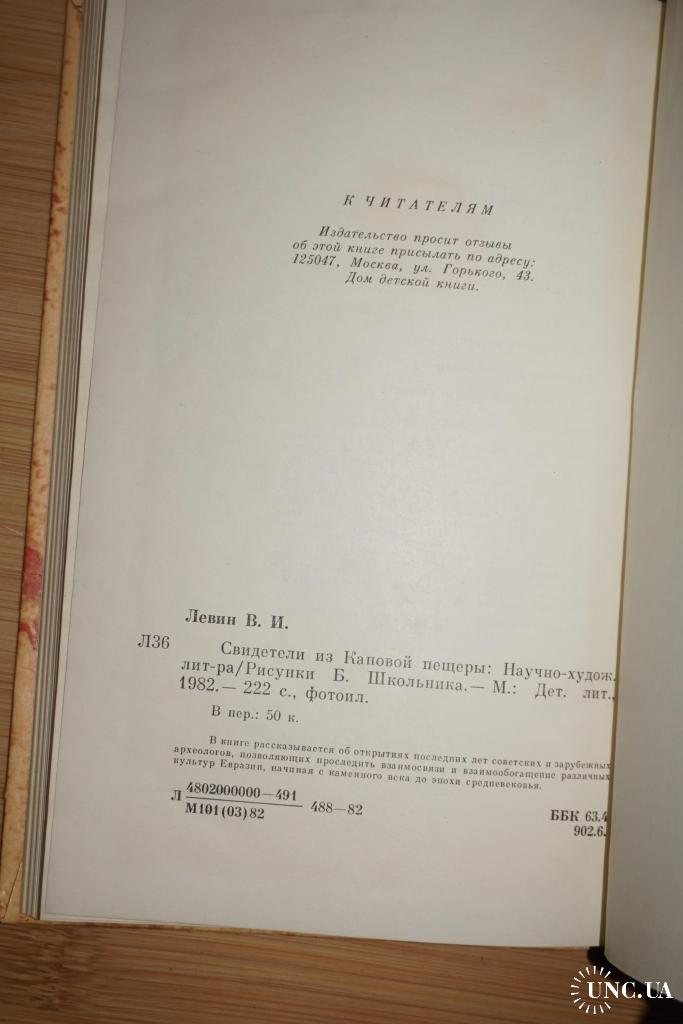 К ЧИТАТЕЛЯМ
Издательство просит отзывы
об этой книге присылать по адресу:
125047, Москва, ул. Горького, 43.
Дом детской книги.
Левин В. И.
Л36
Свидетели из Каповой пещеры: Научно-худож.
лит-ра/Рисунки Б. Школьника.— М.: Дет. лит.,
1982.— 222 с., фотоил.
В пер.: 50 к.
В книге рассказывается об открытиях последних лет советских и зарубежных
археологов, позволяющих проследить взаимосвязи и взаимообогащение различных
культур Евразии, начиная с каменного века до эпохи средневековья.
Л 4802000000—491
М101(03)82
488—82
ББК 63.4
902.6
UNC.UA